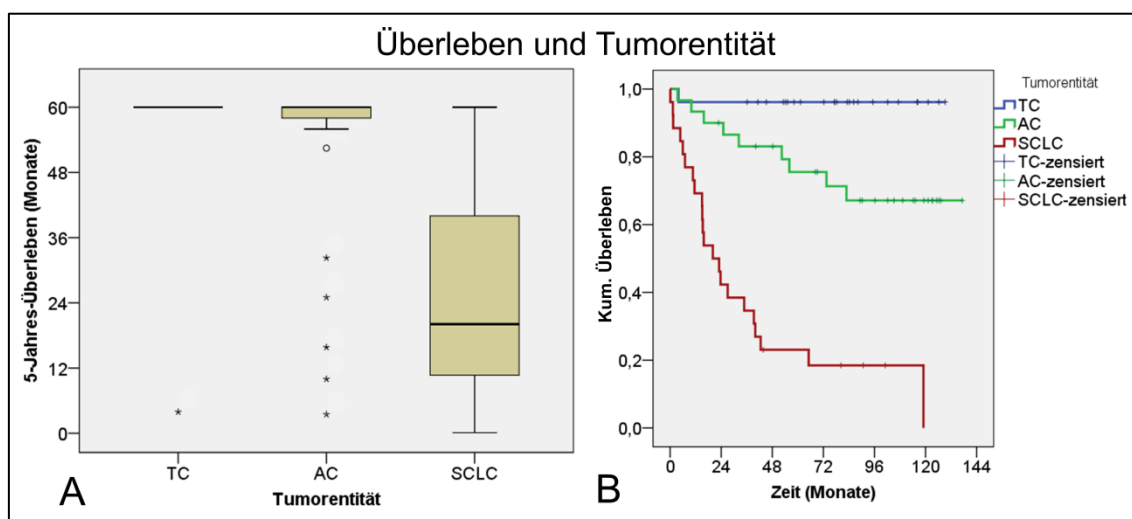 Überleben und Tumorentität
5-Jahres-Überleben (Monate)
60
48
36
24
12
0
TC AC SCLC
Tumorentität
A
Kum. Überleben
1,0
0,8
0,6
0,4
0,2
0,0
0 24 48 72 96 120 144
Zeit (Monate)
B
Tumorentität
TC
AC
SCLC
TC-zensiert
AC-zensiert
SCLC-zensiert